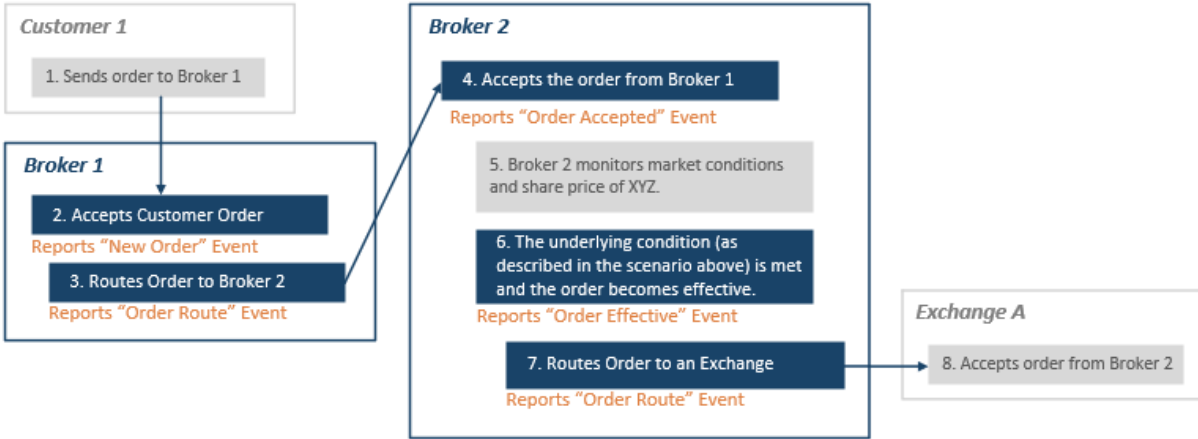 Customer 1
1. Sends order to Broker 1
Broker 1
2. Accepts Customer Order
Reports “New Order” Event
3. Routes Order to Broker 2
Reports “Order Route” Event
Broker 2
4. Accepts the order from Broker 1
Reports “Order Accepted” Event
5. Broker 2 monitors market conditions
and share price of XYZ.
6. The underlying condition (as
described in the scenario above) is met
and the order becomes effective.
Reports “Order Effective” Event
7. Routes Order to an Exchange
Reports “Order Route” Event
Exchange A
8. Accepts order from Broker 2